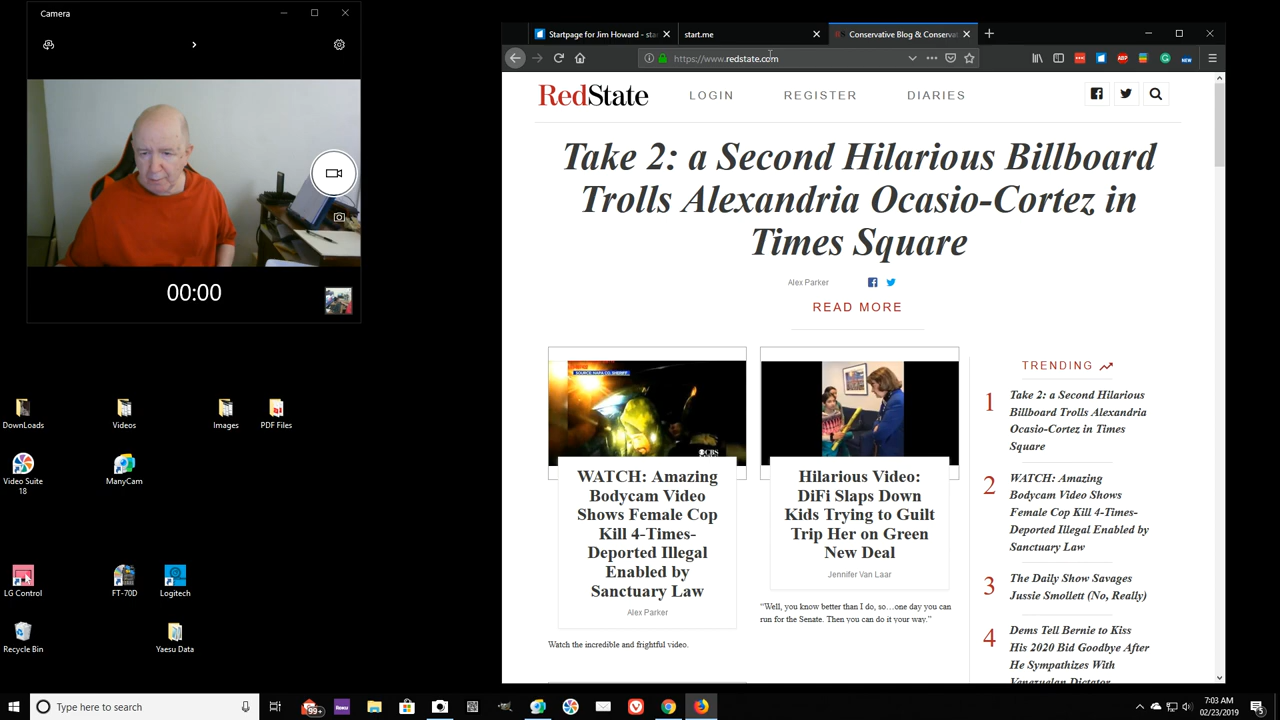 Camera
00:00
DownLoads
Videos
Images
PDF Files
Video Suite
18
ManyCam
LG Control
FT-70D
Logitech
Recycle Bin
Yaesu Data
Startpage for Jim Howard - sta
start.me
Conservative Blog & Conserva
https://www.redstate.com
RedState
LOGIN
REGISTER
DIARIES
Take 2: a Second Hilarious Billboard
Trolls Alexandria Ocasio-Cortez in
Times Square
Alex Parker
READ MORE
SOURCE: NAPA CO. SHERIFF
CBS
WATCH: Amazing
Bodycam Video
Shows Female Cop
Kill 4-Times-
Deported Illegal
Enabled by
Sanctuary Law
Alex Parker
Watch the incredible and frightful video.
Hilarious Video:
DiFi Slaps Down
Kids Trying to Guilt
Trip Her on Green
New Deal
Jennifer Van Laar
“Well, you know better than I do, so…one day you can
run for the Senate. Then you can do it your way.”
TRENDING
1
Take 2: a Second Hilarious
Billboard Trolls Alexandria
Ocasio-Cortez in Times
Square
2
WATCH: Amazing
Bodycam Video Shows
Female Cop Kill 4-Times-
Deported Illegal Enabled by
Sanctuary Law
3
The Daily Show Savages
Jussie Smollett (No, Really)
4
Dems Tell Bernie to Kiss
His 2020 Bid Goodbye After
He Sympathizes With
Venezuelan Dictator
Type here to search
99+
Roku
7:03 AM
02/23/2019